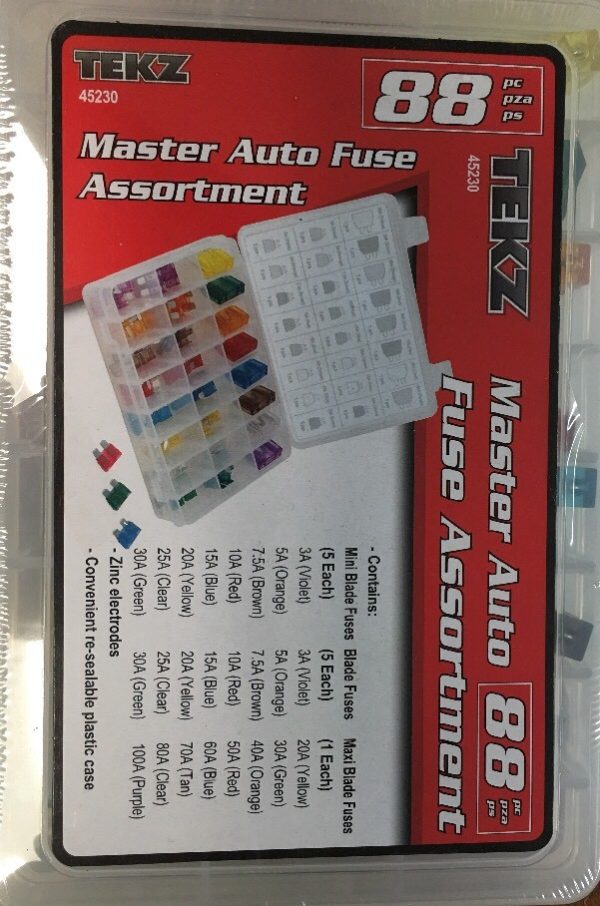 TEKZ
45230
88 pc
pza
ps
Master Auto Fuse
Assortment
TEKZ
45230
Master Auto
Fuse Assortment
88 pc
pza
ps
- Contains:
Mini Blade Fuses Blade Fuses Maxi Blade Fuses
(5 Each) (5 Each) (1 Each)
3A (Violet) 3A (Violet) 20A (Yellow)
5A (Orange) 5A (Orange) 30A (Green)
7.5A (Brown) 7.5A (Brown) 40A (Orange)
10A (Red) 10A (Red) 50A (Red)
15A (Blue) 15A (Blue) 60A (Blue)
20A (Yellow) 20A (Yellow) 70A (Tan)
25A (Clear) 25A (Clear) 80A (Clear)
30A (Green) 30A (Green) 100A (Purple)
- Zinc electrodes
- Convenient re-sealable plastic case